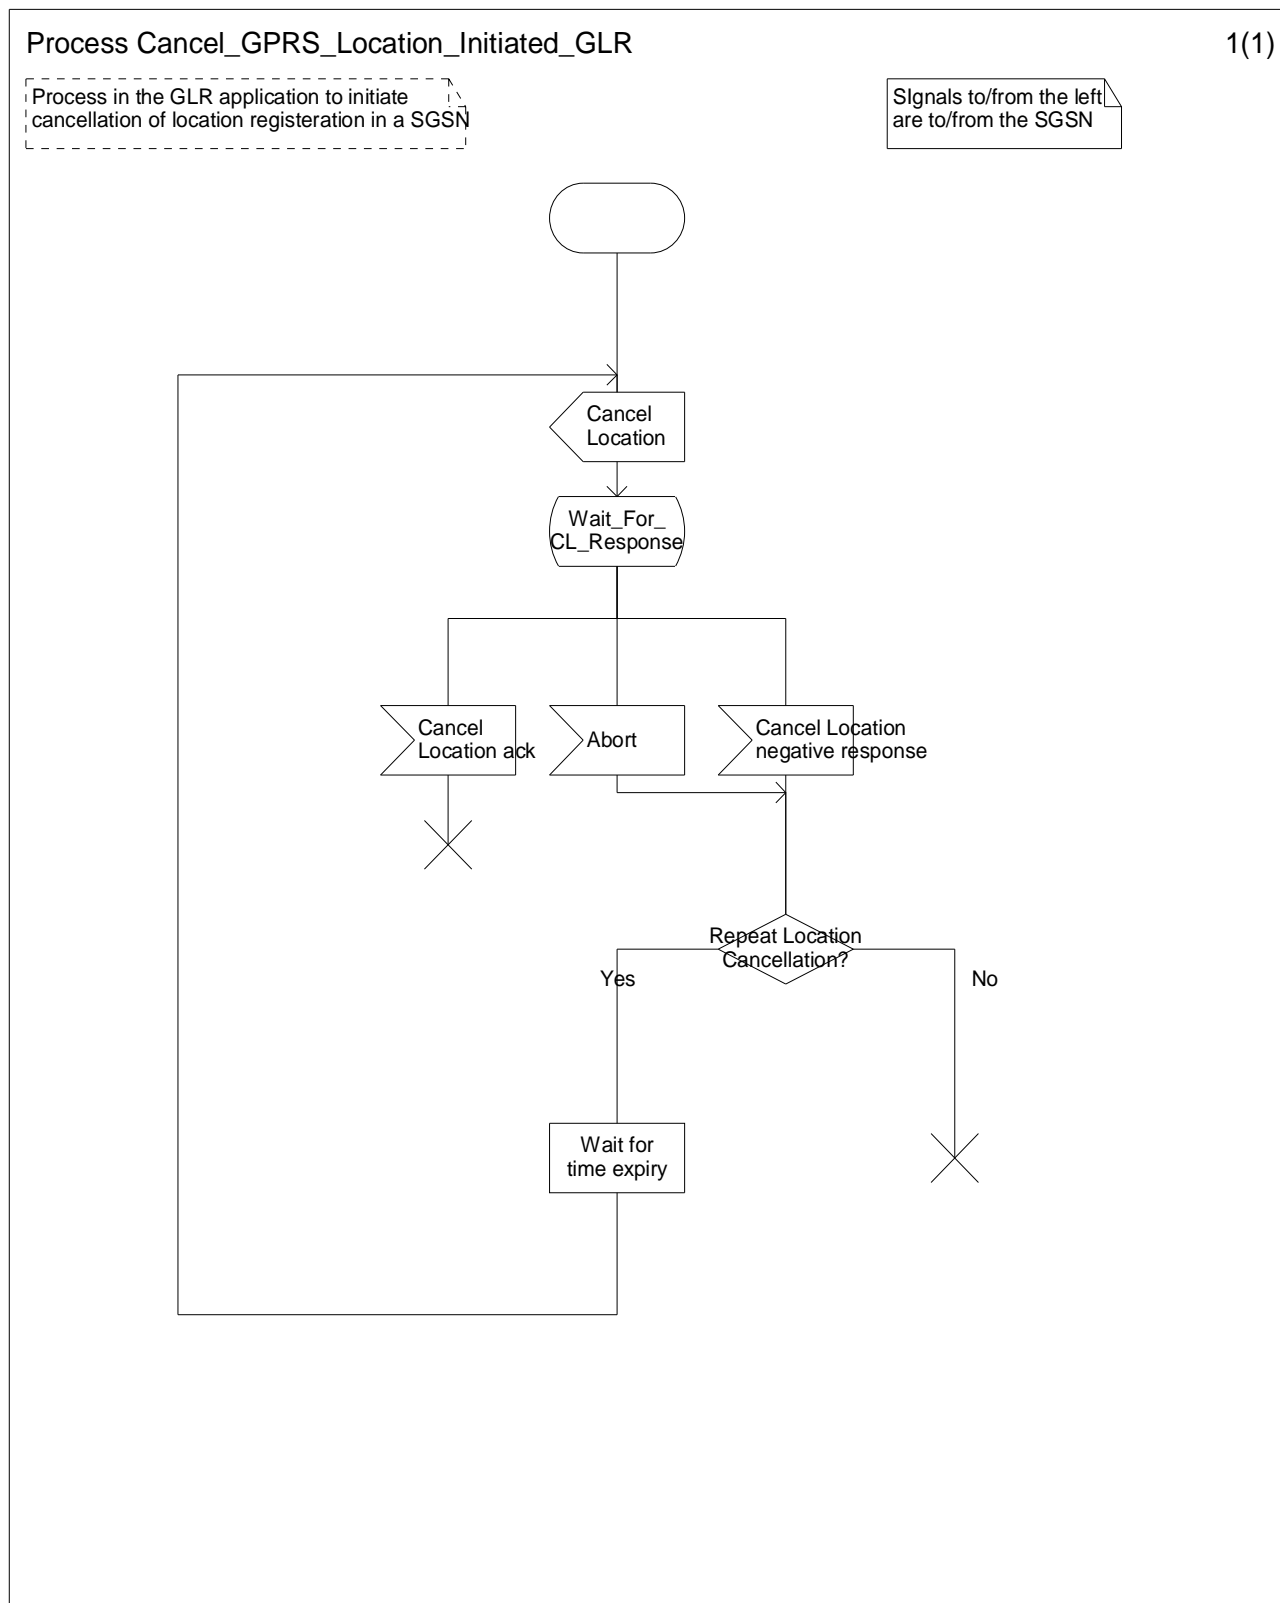 Process Cancel_GPRS_Location_Initiated_GLR
1(1)
Process in the GLR application to initiate
cancellation of location registeration in a SGSN
SIgnals to/from the left
are to/from the SGSN
Cancel
Location
Wait_For_
CL_Response
Cancel
Location ack
Abort
Cancel Location
negative response
Repeat Location
Cancellation?
Yes
No
Wait for
time expiry